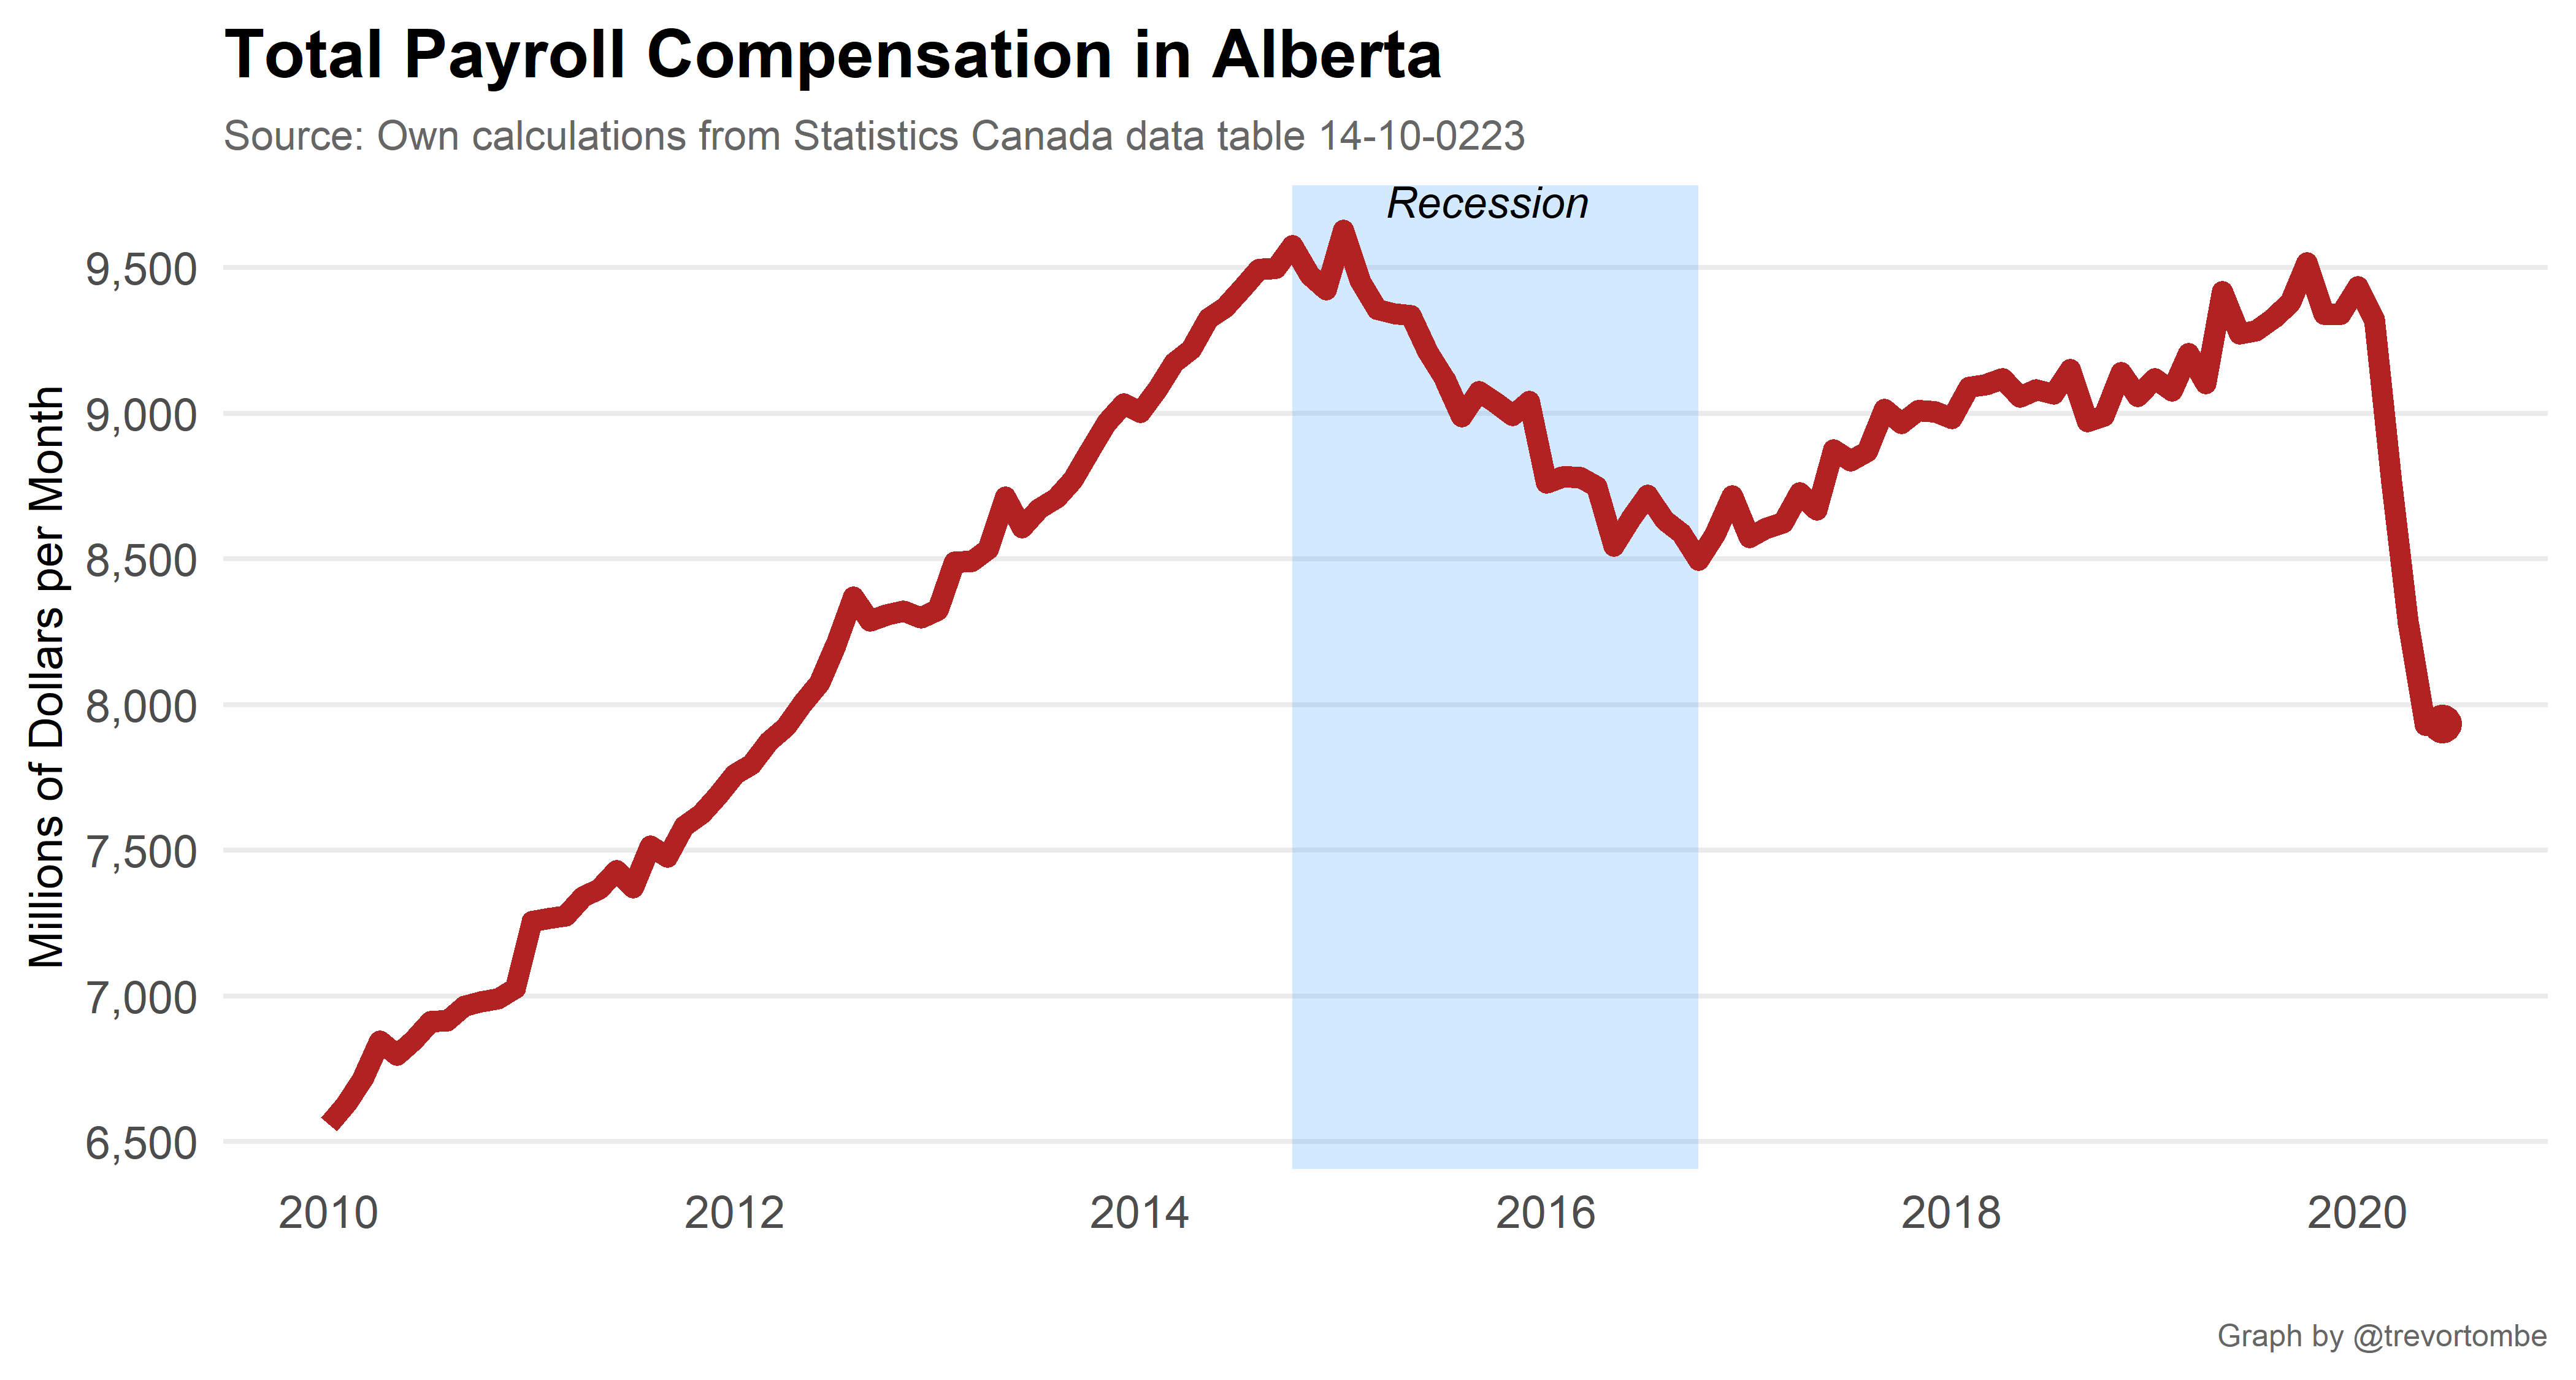 Total Payroll Compensation in Alberta
Source: Own calculations from Statistics Canada data table 14-10-0223
Recession
Millions of Dollars per Month
9,500
9,000
8,500
8,000
7,500
7,000
6,500
2010 2012 2014 2016 2018 2020
Graph by @trevortombe